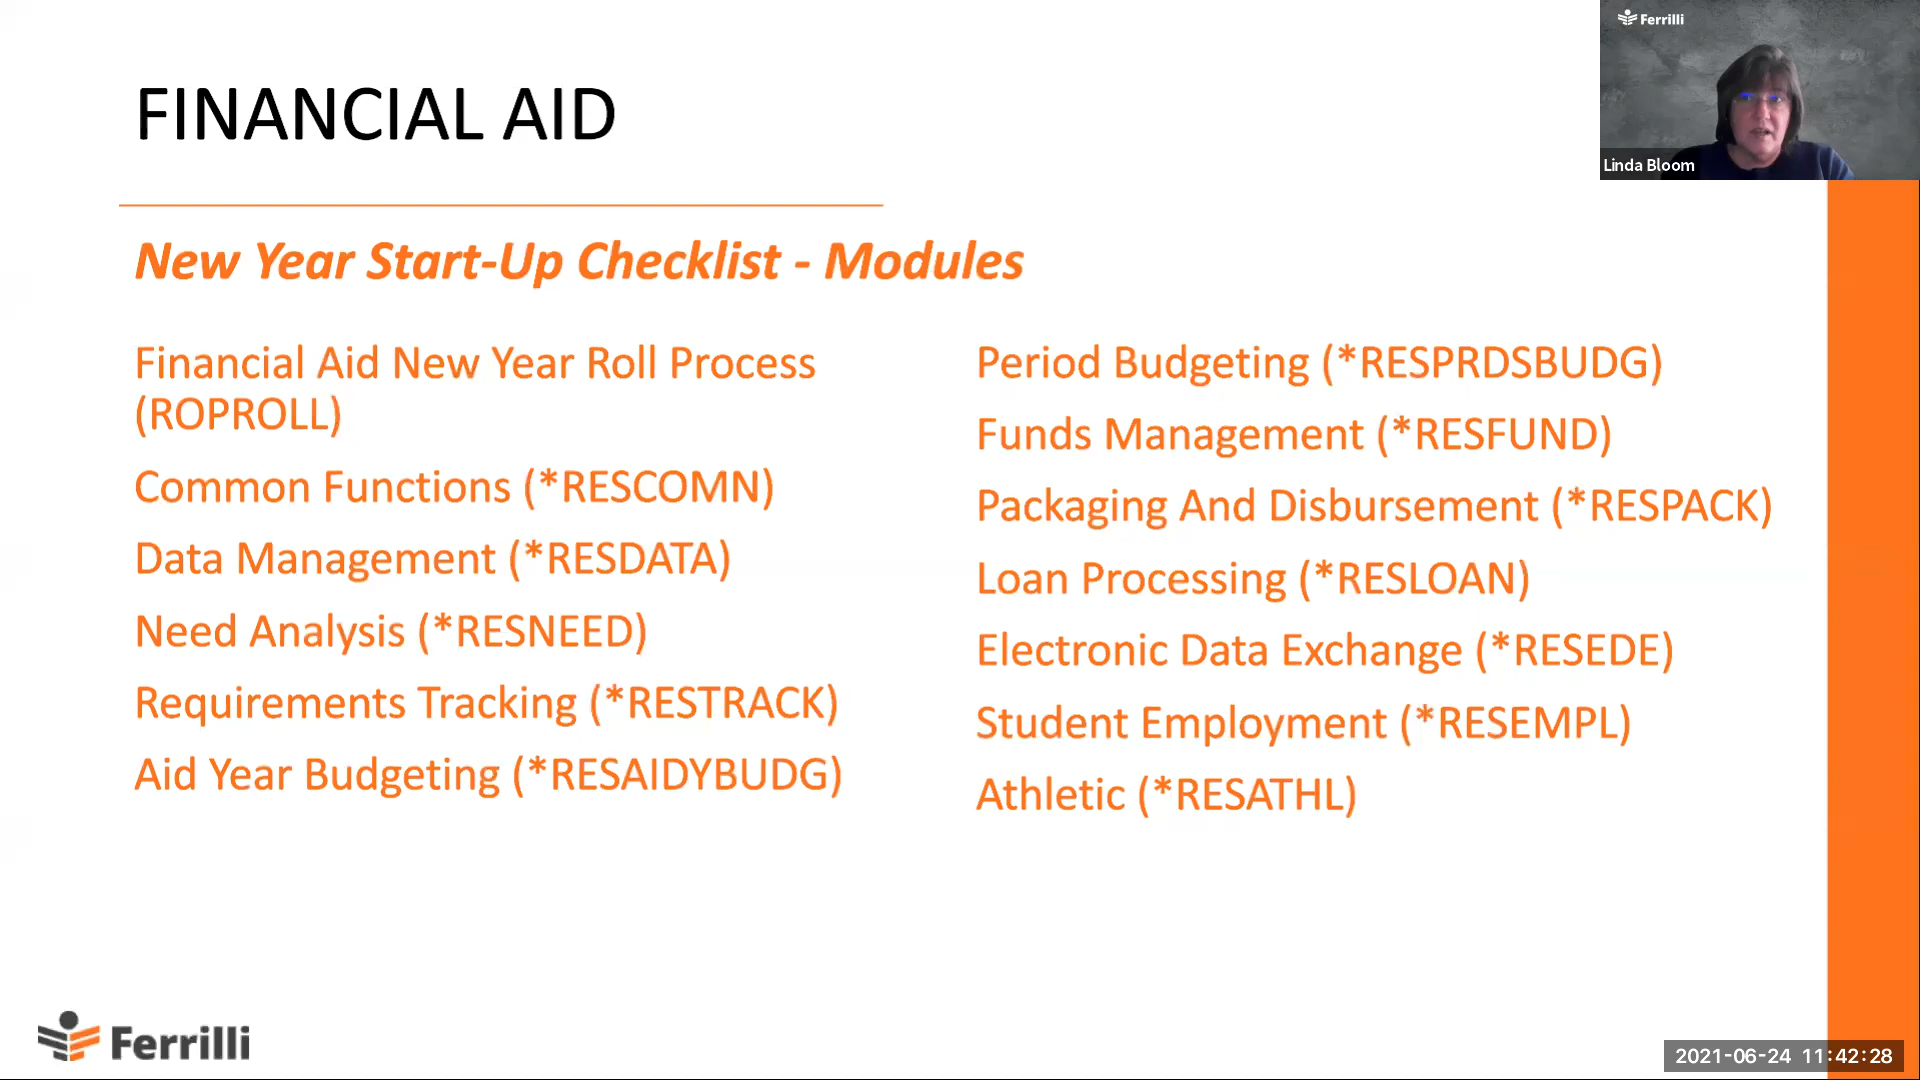 FINANCIAL AID
New Year Start-Up Checklist - Modules
Financial Aid New Year Roll Process
(ROPROLL)
Common Functions (*RESCOMN)
Data Management (*RESDATA)
Need Analysis (*RESNEED)
Requirements Tracking (*RESTRACK)
Aid Year Budgeting (*RESAIDYBUDG)
Period Budgeting (*RESPRDSBUDG)
Funds Management (*RESFUND)
Packaging And Disbursement (*RESPACK)
Loan Processing (*RESLOAN)
Electronic Data Exchange (*RESEDE)
Student Employment (*RESEMPL)
Athletic (*RESATHL)
Ferrilli
Linda Bloom
Ferrilli
2021-06-24 11:42:28